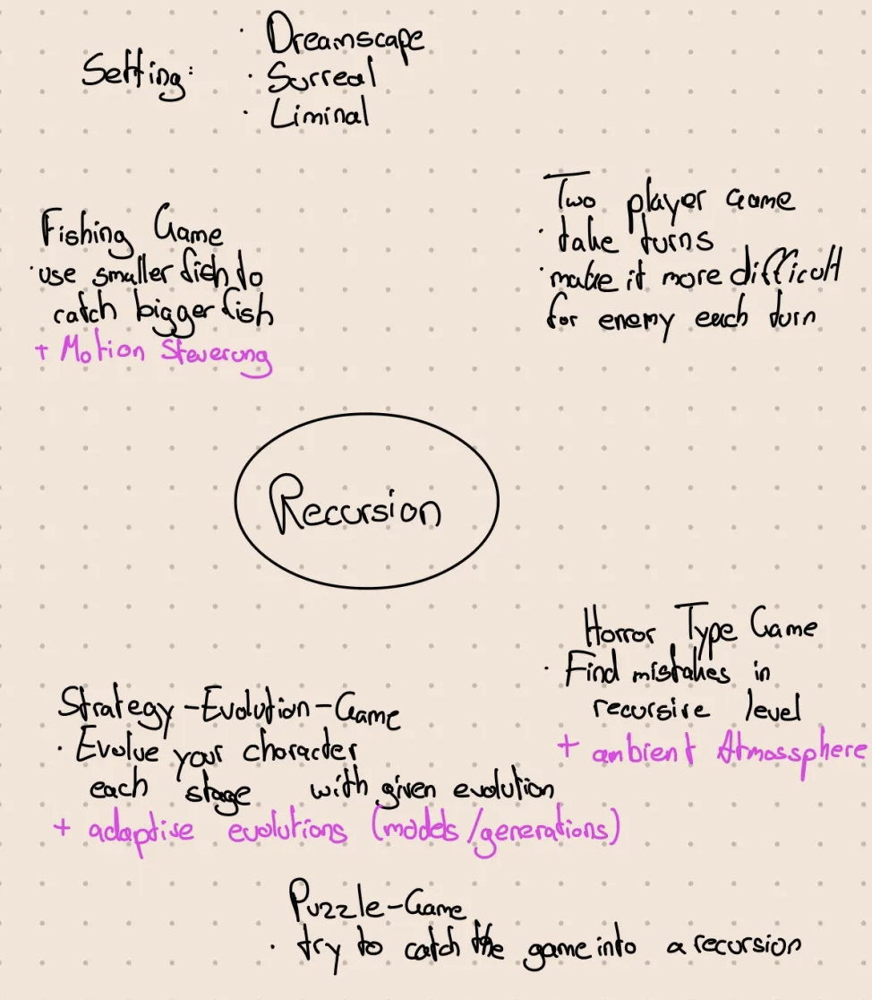 Setting:
· Dreamscape
· Surreal
· Liminal
Fishing Game
· use smaller fish to
catch bigger fish
+ Motion Steuerung
Two player Game
· take turns
· make it more difficult
for enemy each turn
Recursion
Horror Type Game
· Find mistakes in
recursive level
+ ambient Atmossphere
Strategy-Evolution-Game
· Evolve your character
each stage with given evolution
+ adaptive evolutions (models/generations)
Puzzle-Game
· try to catch the game into a recursion